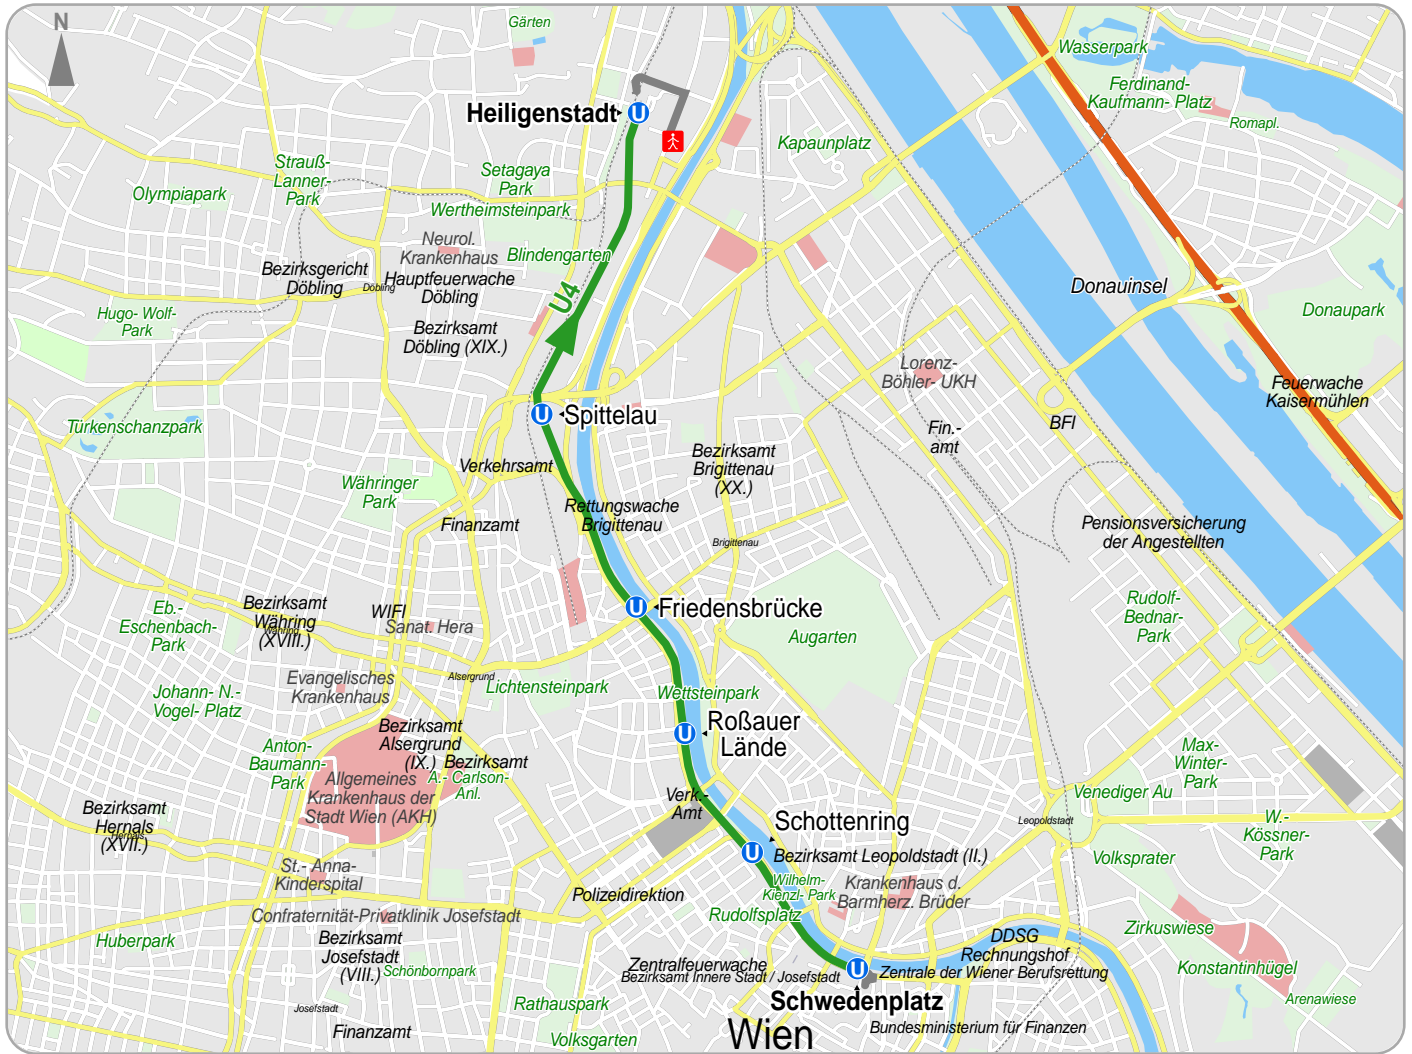 N
Gärten
Wasserpark
Ferdinand-
Kaufmann- Platz
Romapl.
Heiligenstadt
U
Kapaunplatz
Strauß-
Lanner-
Park
Setagaya
Park
Olympiapark
Wertheimsteinpark
Neurol.
Krankenhaus
Blindengarten
Bezirksgericht
Döbling
Döbling
Hauptfeuerwache
Döbling
Donauinsel
U4
Hugo- Wolf-
Park
Donaupark
Bezirksamt
Döbling (XIX.)
Lorenz-
Böhler- UKH
Feuerwache
Kaisermühlen
U
Spittelau
Türkenschanzpark
Fin.-
amt
BFI
Verkehrsamt
Bezirksamt
Brigittenau
(XX.)
Währinger
Park
Rettungswache
Brigittenau
Finanzamt
Pensionsversicherung
der Angestellten
Brigittenau
Eb.-
Eschenbach-
Park
Bezirksamt
Währing
(XVIII.)
Währing
WIFI
Sanat. Hera
U
Friedensbrücke
Augarten
Rudolf-
Bednar-
Park
Evangelisches
Krankenhaus
Alsergrund
Lichtensteinpark
Wettsteinpark
Johann- N.-
Vogel- Platz
U
Roßauer
Lände
Bezirksamt
Alsergrund
(IX.)
Bezirksamt
Anton-
Baumann-
Park
Allgemeines
Krankenhaus der
Stadt Wien (AKH)
A.- Carlson-
Anl.
Max-
Winter-
Park
Venediger Au
Verk.-
Amt
Bezirksamt
Hernals
(XVII.)
Hernals
Schottenring
U
Leopoldstadt
W.-
Kössner-
Park
Bezirksamt Leopoldstadt (II.)
Volksprater
St.- Anna-
Kinderspital
Wilhelm-
Kienzl- Park
Krankenhaus d.
Barmherz. Brüder
Polizeidirektion
Confraternität-Privatklinik Josefstadt
Rudolfsplatz
Zirkuswiese
Huberpark
Bezirksamt
Josefstadt
(VIII.)
Schönbornpark
DDSG
Rechnungshof
Zentrale der Wiener Berufsrettung
Zentralfeuerwache
Bezirksamt Innere Stadt / Josefstadt
U
Konstantinhügel
Schwedenplatz
Arenawiese
Josefstadt
Rathauspark
Finanzamt
Volksgarten
Wien
Bundesministerium für Finanzen